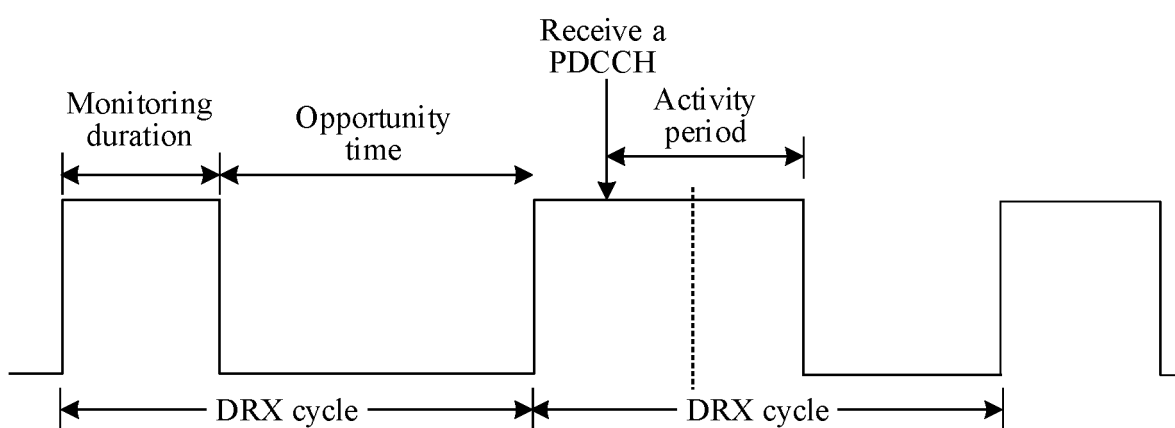 Receive a
PDCCH
Monitoring
duration
Opportunity
time
Activity
period
DRX cycle
DRX cycle